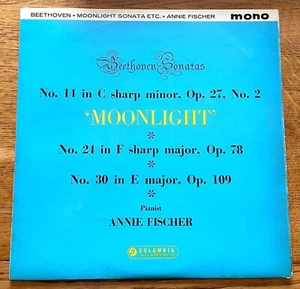 BEETHOVEN • MOONLIGHT SONATA ETC. • ANNIE FISCHER mono
Beethoven Sonatas
No. 14 in C sharp minor, Op. 27, No. 2
‘MOONLIGHT’
*
No. 24 in F sharp major, Op. 78
*
No. 30 in E major, Op. 109
Pianist
ANNIE FISCHER
COLUMBIA